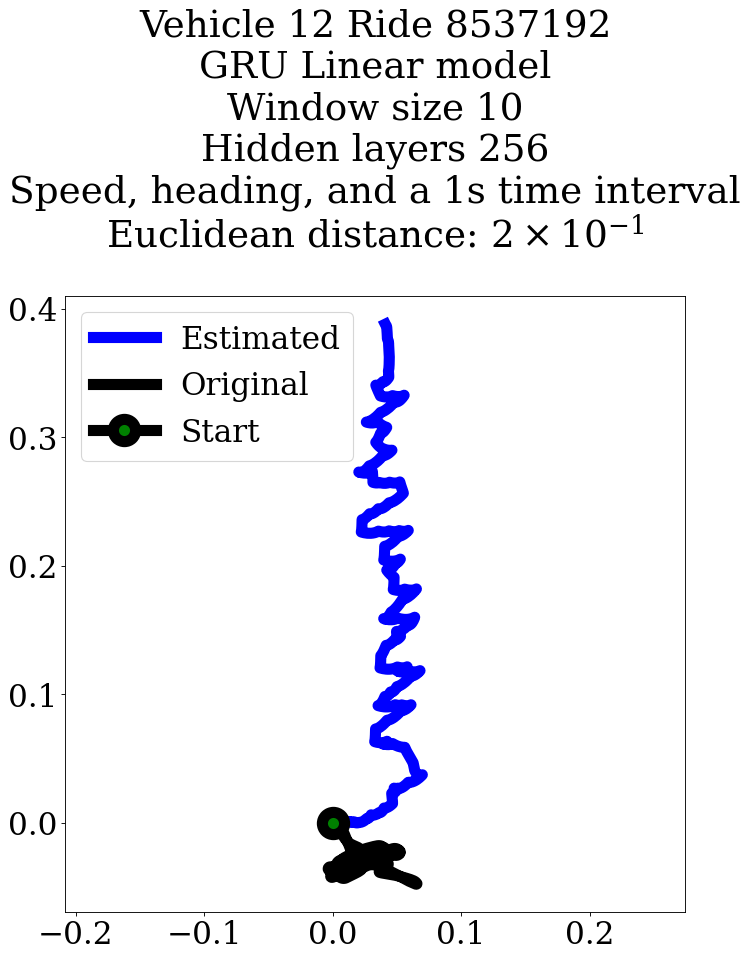 Vehicle 12 Ride 8537192
GRU Linear model
Window size 10
Hidden layers 256
Speed, heading, and a 1s time interval
Euclidean distance: 2 × 10⁻¹
0.4
0.3
0.2
0.1
0.0
Estimated
Original
Start
−0.2 −0.1 0.0 0.1 0.2